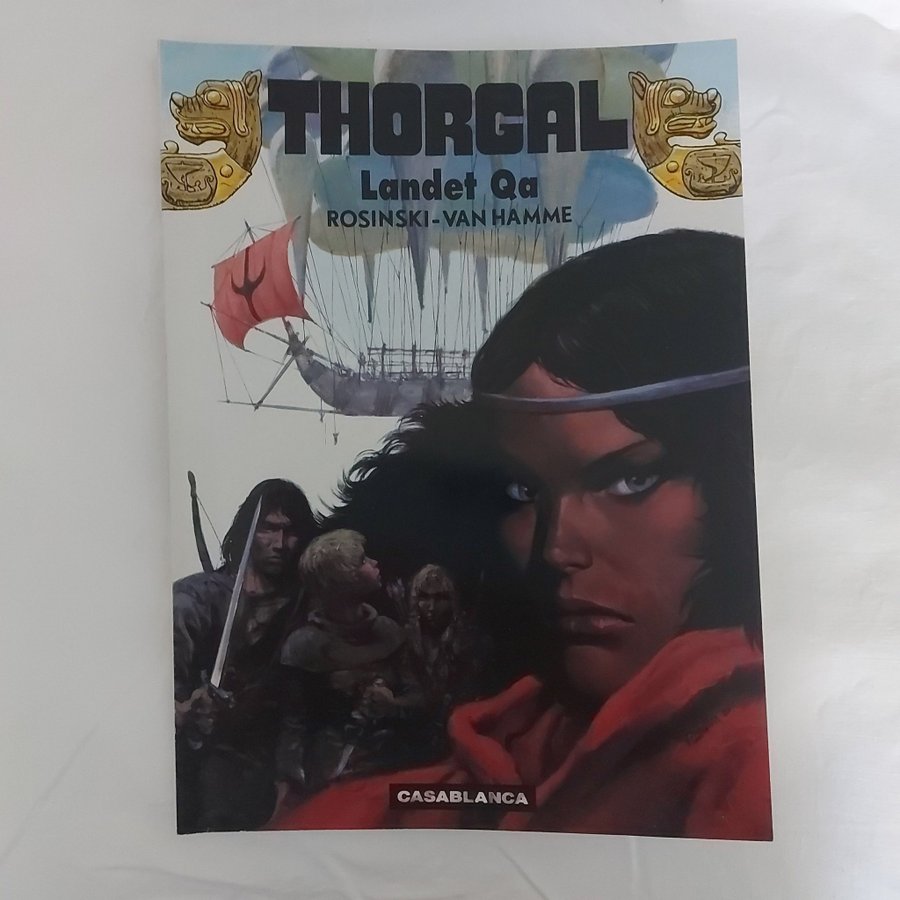 THORGAL
Landet Qa
ROSINSKI-VAN HAMME
CASABLANCA